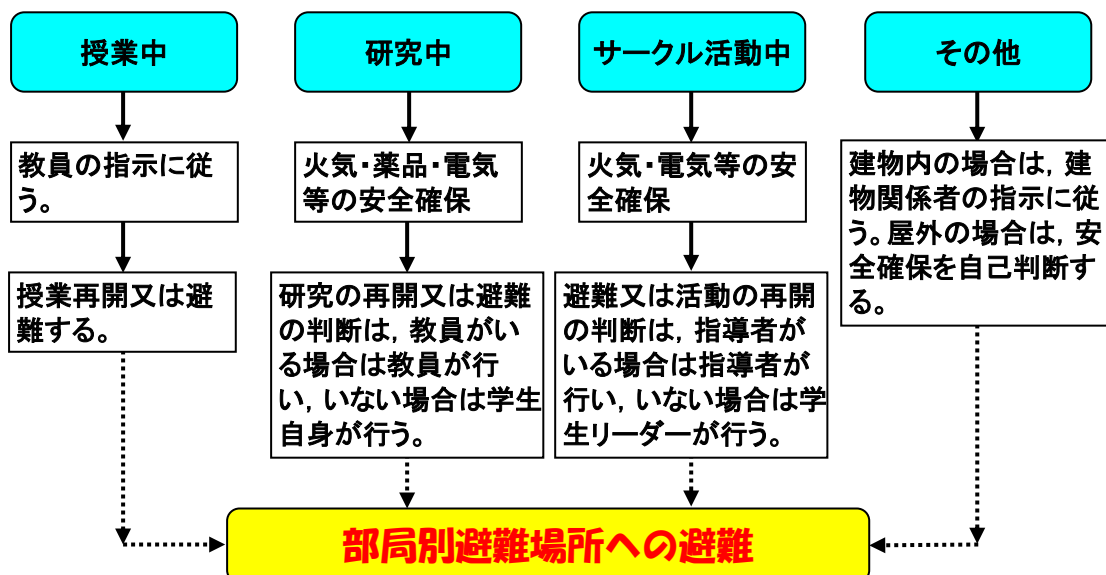 授業中
教員の指示に従
う。
授業再開又は避
難する。
研究中
火気・薬品・電気
等の安全確保
研究の再開又は避難
の判断は，教員がい
る場合は教員が行
い，いない場合は学生
自身が行う。
サークル活動中
火気・電気等の安
全確保
避難又は活動の再開
の判断は，指導者が
いる場合は指導者が
行い，いない場合は学
生リーダーが行う。
その他
建物内の場合は，建
物関係者の指示に従
う。屋外の場合は，安
全確保を自己判断す
る。
部局別避難場所への避難